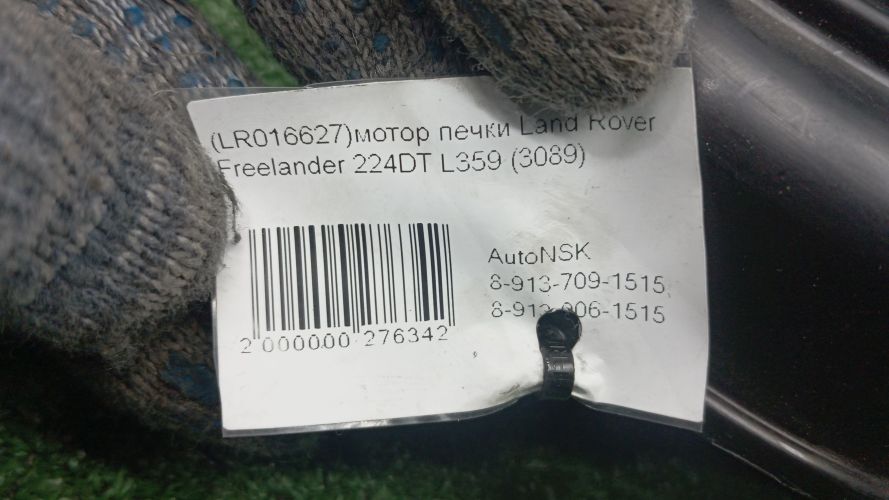 (LR016627)мотор печки Land Rover
Freelander 224DT L359 (3089)
AutoNSK
8-913-709-1515
2 000000 276342